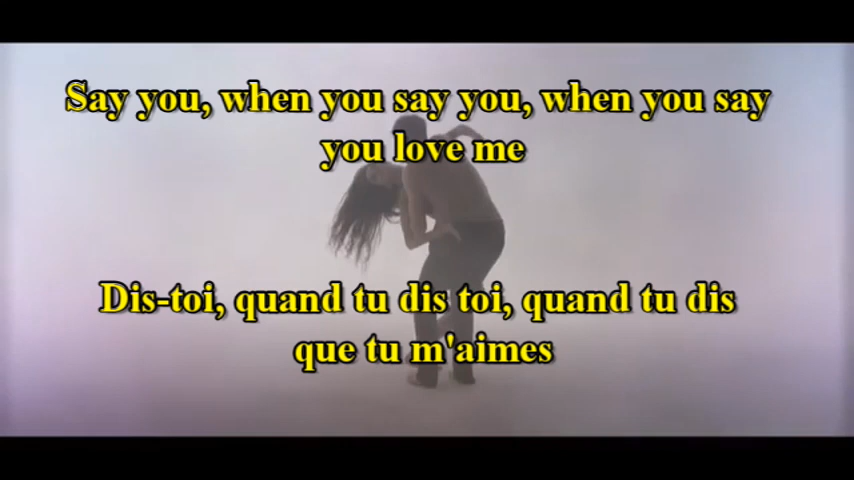 Say you, when you say you, when you say
you love me
Dis-toi, quand tu dis toi, quand tu dis
que tu m'aimes